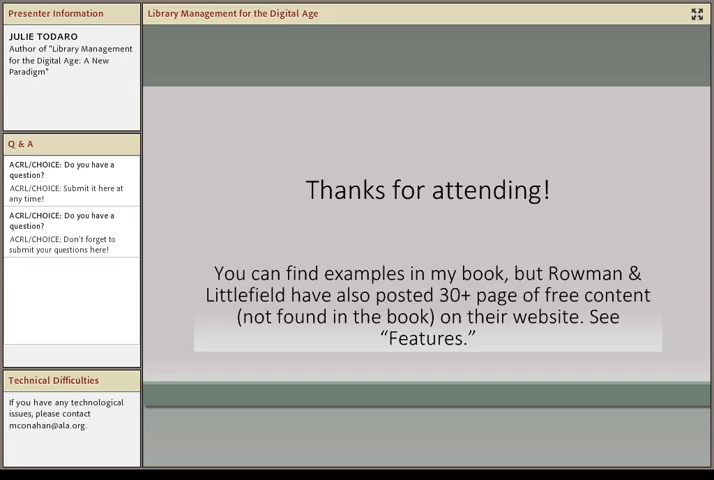 Presenter Information
JULIE TODARO
Author of "Library Management
for the Digital Age: A New
Paradigm"
Q & A
ACRL/CHOICE: Do you have a
question?
ACRL/CHOICE: Submit it here at
any time!
ACRL/CHOICE: Do you have a
question?
ACRL/CHOICE: Don't forget to
submit your questions here!
Technical Difficulties
If you have any technological
issues, please contact
mconahan@ala.org.
Library Management for the Digital Age
Thanks for attending!
You can find examples in my book, but Rowman &
Littlefield have also posted 30+ page of free content
(not found in the book) on their website. See
“Features.”